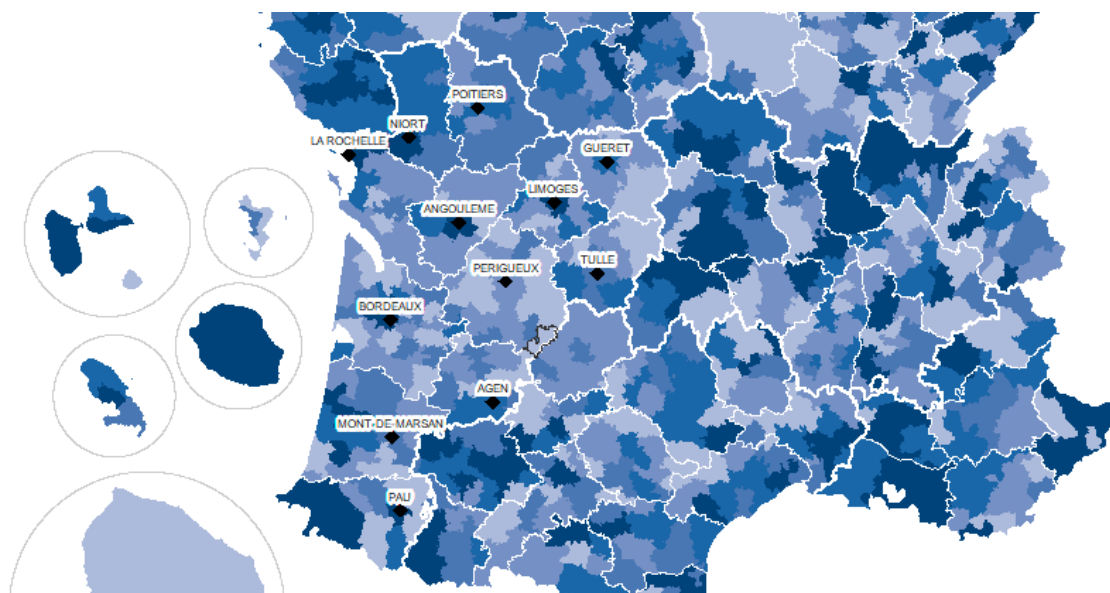 POITIERS
NIORT
LA ROCHELLE
GUERET
LIMOGES
ANGOULEME
PERIGUEUX
TULLE
BORDEAUX
AGEN
MONT-DE-MARSAN
PAU